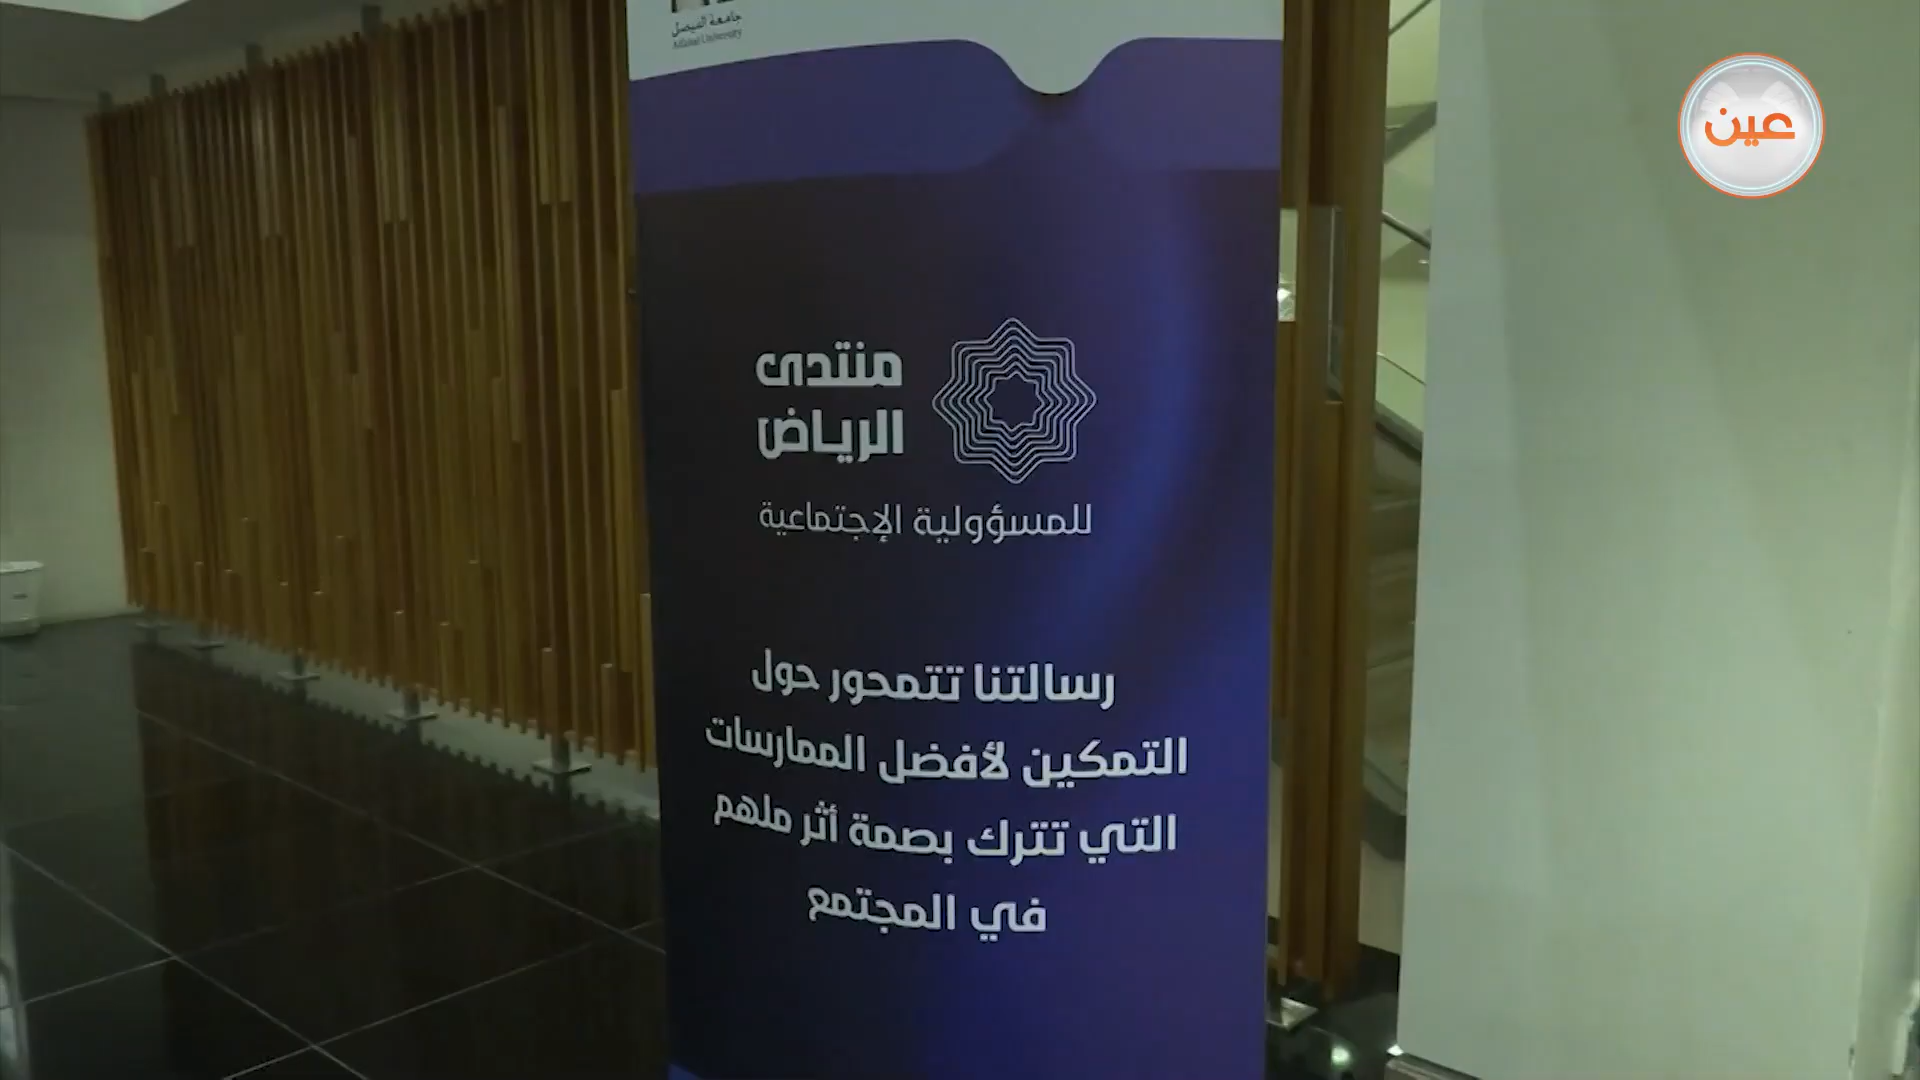 جامعة الفيصل
Alfaisal University
عين
منتدى
الرياض
للمسؤولية الإجتماعية
رسالتنا تتمحور حول
التمكين لأفضل الممارسات
التي تترك بصمة أثر ملهم
في المجتمع